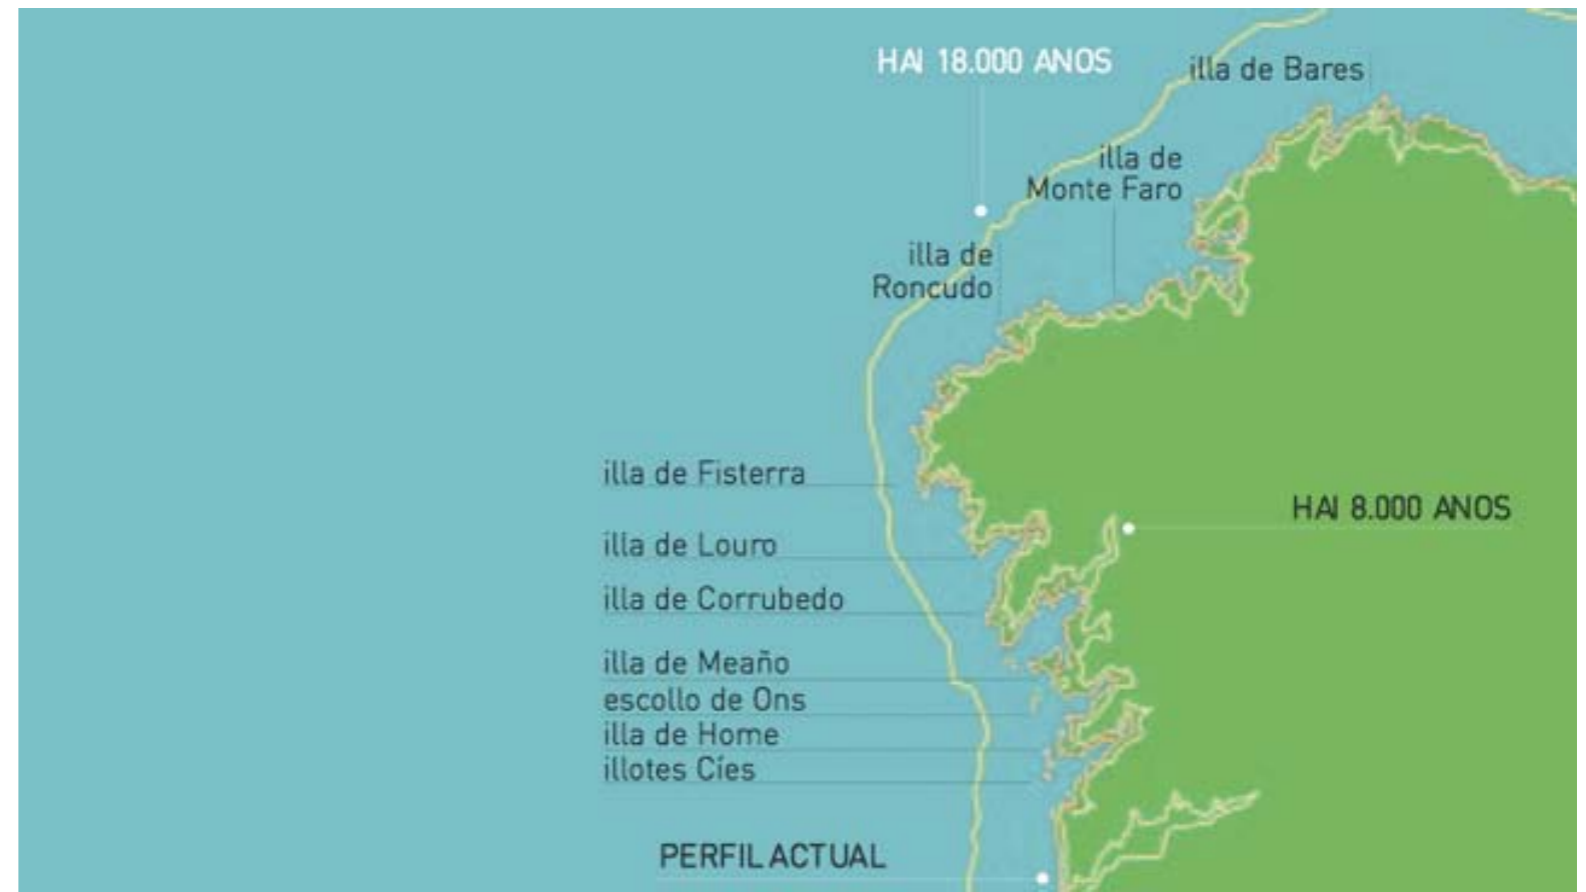 HAI 18.000 ANOS
illa de Bares
illa de
Monte Faro
illa de
Roncudo
illa de Fisterra
HAI 8.000 ANOS
illa de Louro
illa de Corrubedo
illa de Meaño
escollo de Ons
illa de Home
illotes Cíes
PERFIL ACTUAL